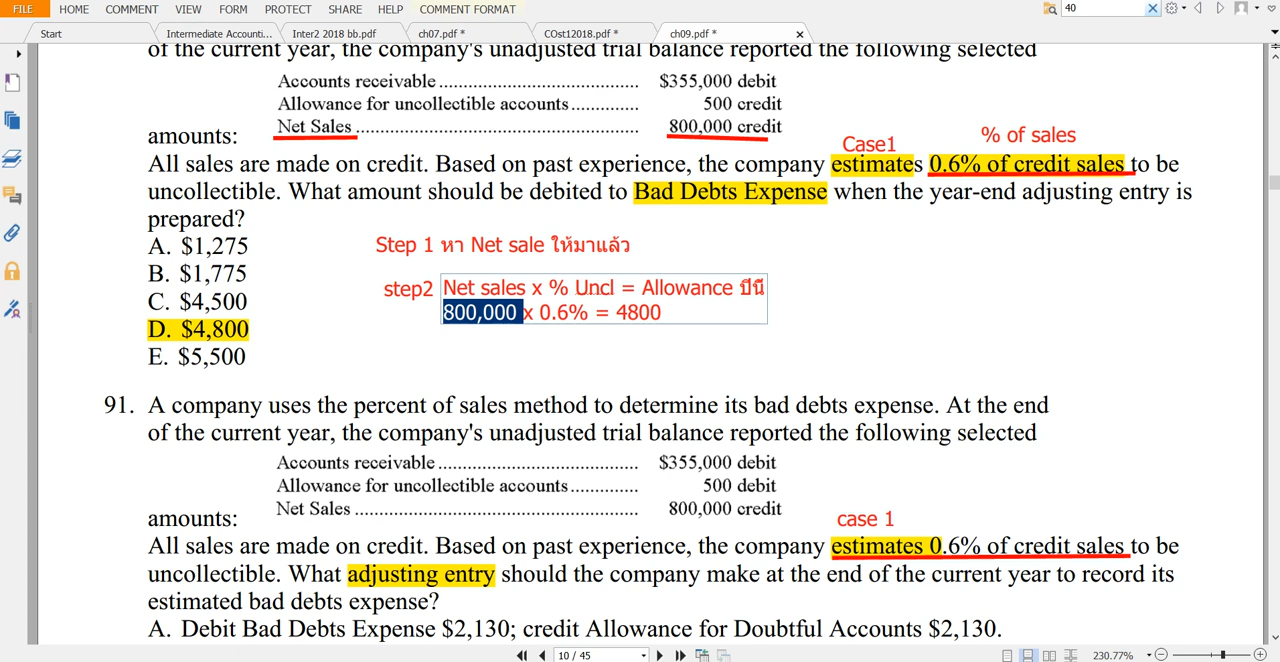 FILE HOME COMMENT VIEW FORM PROTECT SHARE HELP COMMENT FORMAT 40
Start Intermediate Accounti... Inter2 2018 bb.pdf ch07.pdf * COst12018.pdf * ch09.pdf *
of the current year, the company's unadjusted trial balance reported the following selected
Accounts receivable ........................................ $355,000 debit
Allowance for uncollectible accounts.............. 500 credit
amounts: Net Sales ........................................................ 800,000 credit
Case1 % of sales
All sales are made on credit. Based on past experience, the company estimates 0.6% of credit sales to be
uncollectible. What amount should be debited to Bad Debts Expense when the year-end adjusting entry is
prepared?
A. $1,275
Step 1 หา Net sale ให้มาแล้ว
B. $1,775
step2 Net sales x % Uncl = Allowance ปีนี้
C. $4,500
800,000 x 0.6% = 4800
D. $4,800
E. $5,500
91. A company uses the percent of sales method to determine its bad debts expense. At the end
of the current year, the company's unadjusted trial balance reported the following selected
Accounts receivable ........................................ $355,000 debit
Allowance for uncollectible accounts.............. 500 debit
amounts: Net Sales ........................................................ 800,000 credit
case 1
All sales are made on credit. Based on past experience, the company estimates 0.6% of credit sales to be
uncollectible. What adjusting entry should the company make at the end of the current year to record its
estimated bad debts expense?
A. Debit Bad Debts Expense $2,130; credit Allowance for Doubtful Accounts $2,130.
10 / 45 230.77%